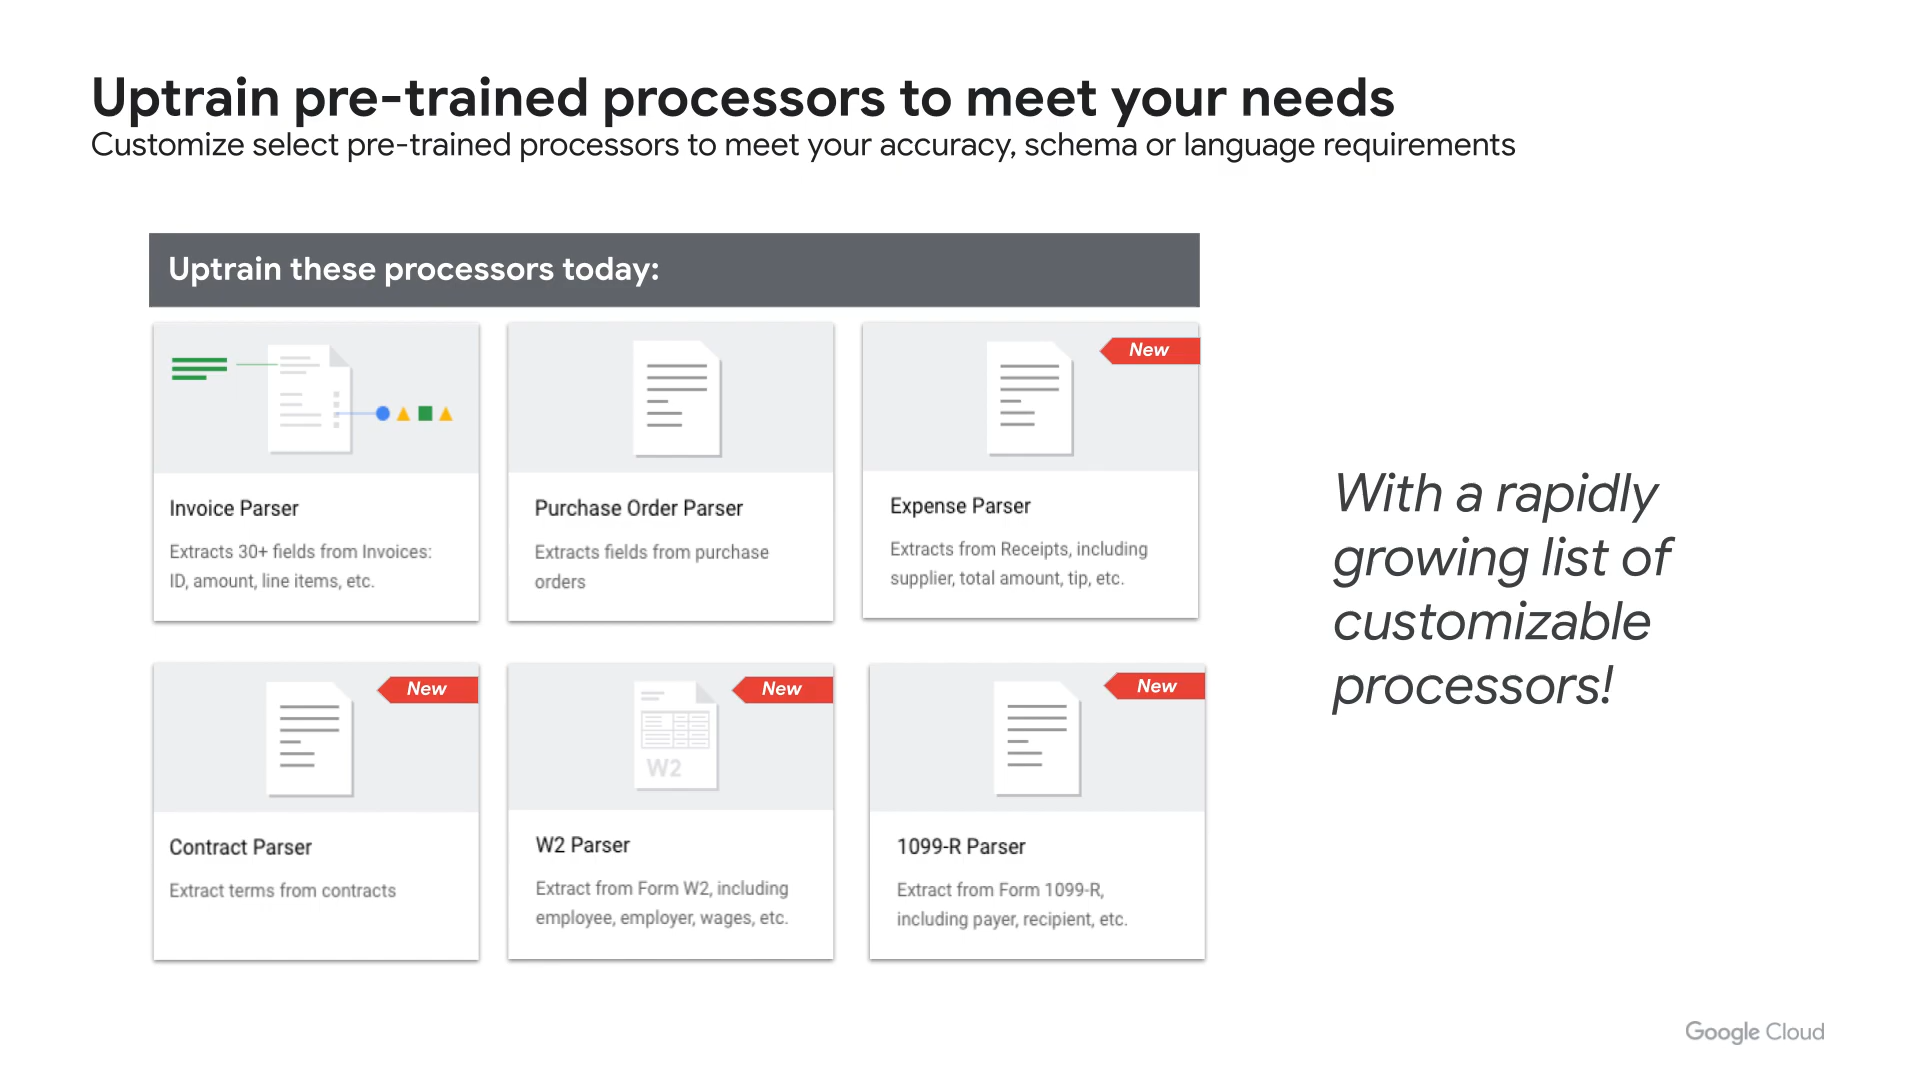 Uptrain pre-trained processors to meet your needs
Customize select pre-trained processors to meet your accuracy, schema or language requirements
Uptrain these processors today:
Invoice Parser
Extracts 30+ fields from Invoices:
ID, amount, line items, etc.
Purchase Order Parser
Extracts fields from purchase
orders
New
Expense Parser
Extracts from Receipts, including
supplier, total amount, tip, etc.
New
Contract Parser
Extract terms from contracts
New
W2
W2 Parser
Extract from Form W2, including
employee, employer, wages, etc.
New
1099-R Parser
Extract from Form 1099-R,
including payer, recipient, etc.
With a rapidly
growing list of
customizable
processors!
Google Cloud